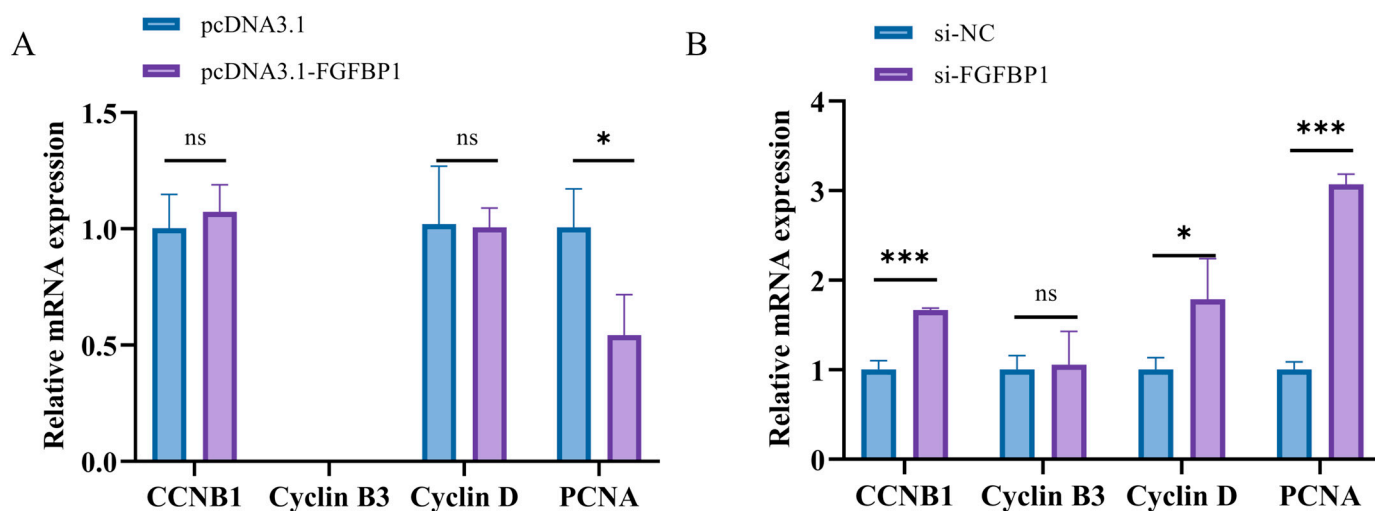 A
pcDNA3.1
pcDNA3.1-FGFBP1
Relative mRNA expression
1.5
1.0
0.5
0.0
ns
ns
*
CCNB1 Cyclin B3 Cyclin D PCNA
B
si-NC
si-FGFBP1
Relative mRNA expression
4
3
2
1
0
***
ns
*
***
CCNB1 Cyclin B3 Cyclin D PCNA